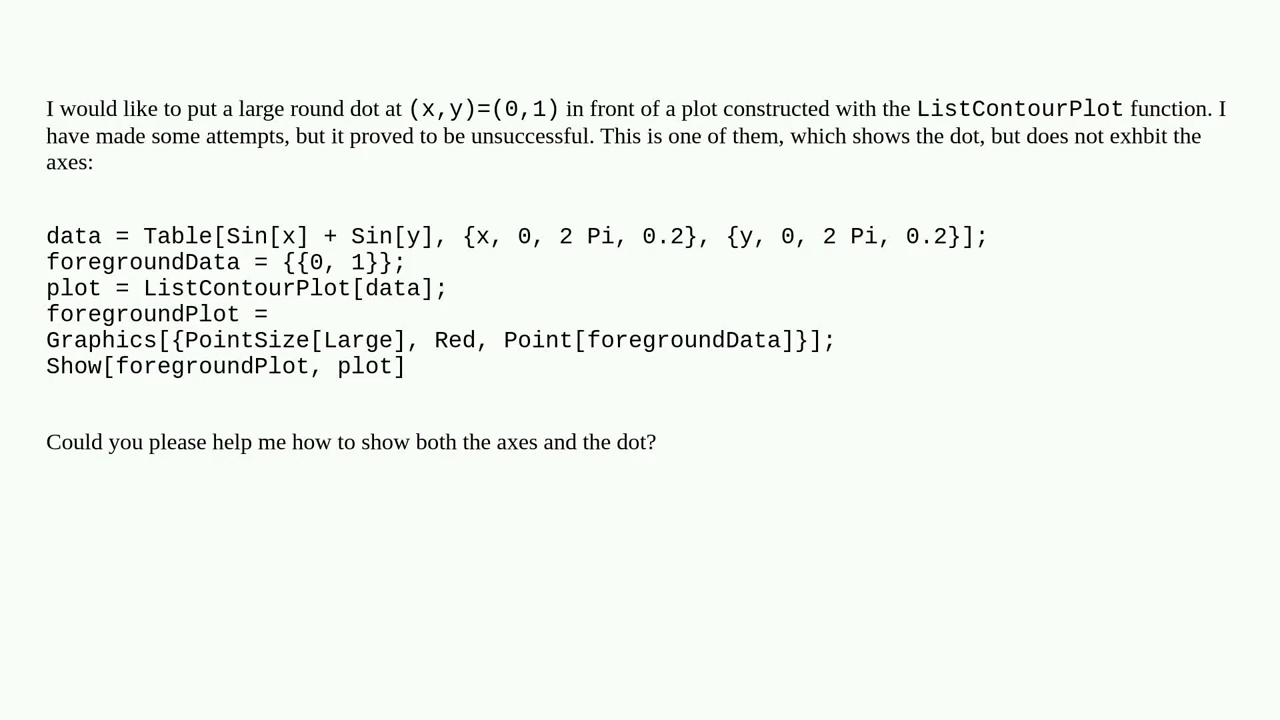 I would like to put a large round dot at (x,y)=(0,1) in front of a plot constructed with the ListContourPlot function. I
have made some attempts, but it proved to be unsuccessful. This is one of them, which shows the dot, but does not exhbit the
axes:
data = Table[Sin[x] + Sin[y], {x, 0, 2 Pi, 0.2}, {y, 0, 2 Pi, 0.2}];
foregroundData = {{0, 1}};
plot = ListContourPlot[data];
foregroundPlot =
Graphics[{PointSize[Large], Red, Point[foregroundData]}];
Show[foregroundPlot, plot]
Could you please help me how to show both the axes and the dot?